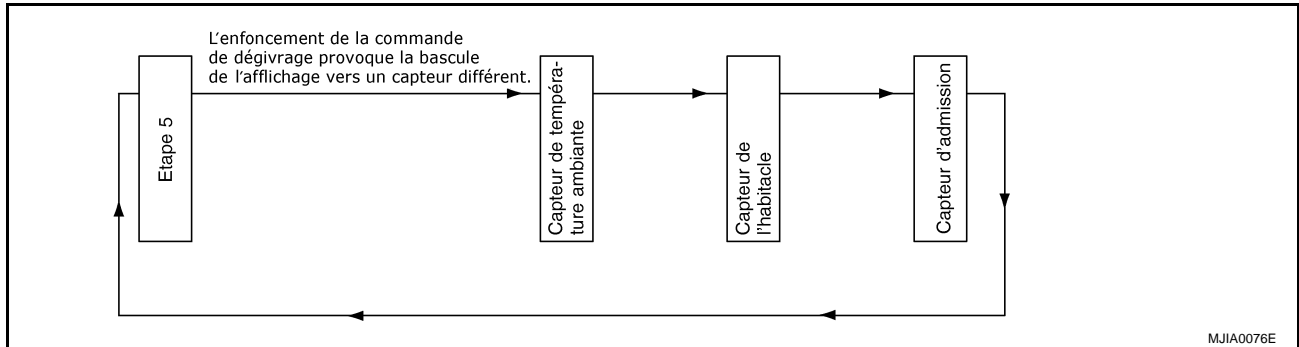 L'enfoncement de la commande
de dégivrage provoque la bascule
de l'afflichage vers un capteur différent.
Etape 5
Capteur de tempéra-
ture ambiante
Capteur de
l'habitacle
Capteur d'admission
MJIA0076E